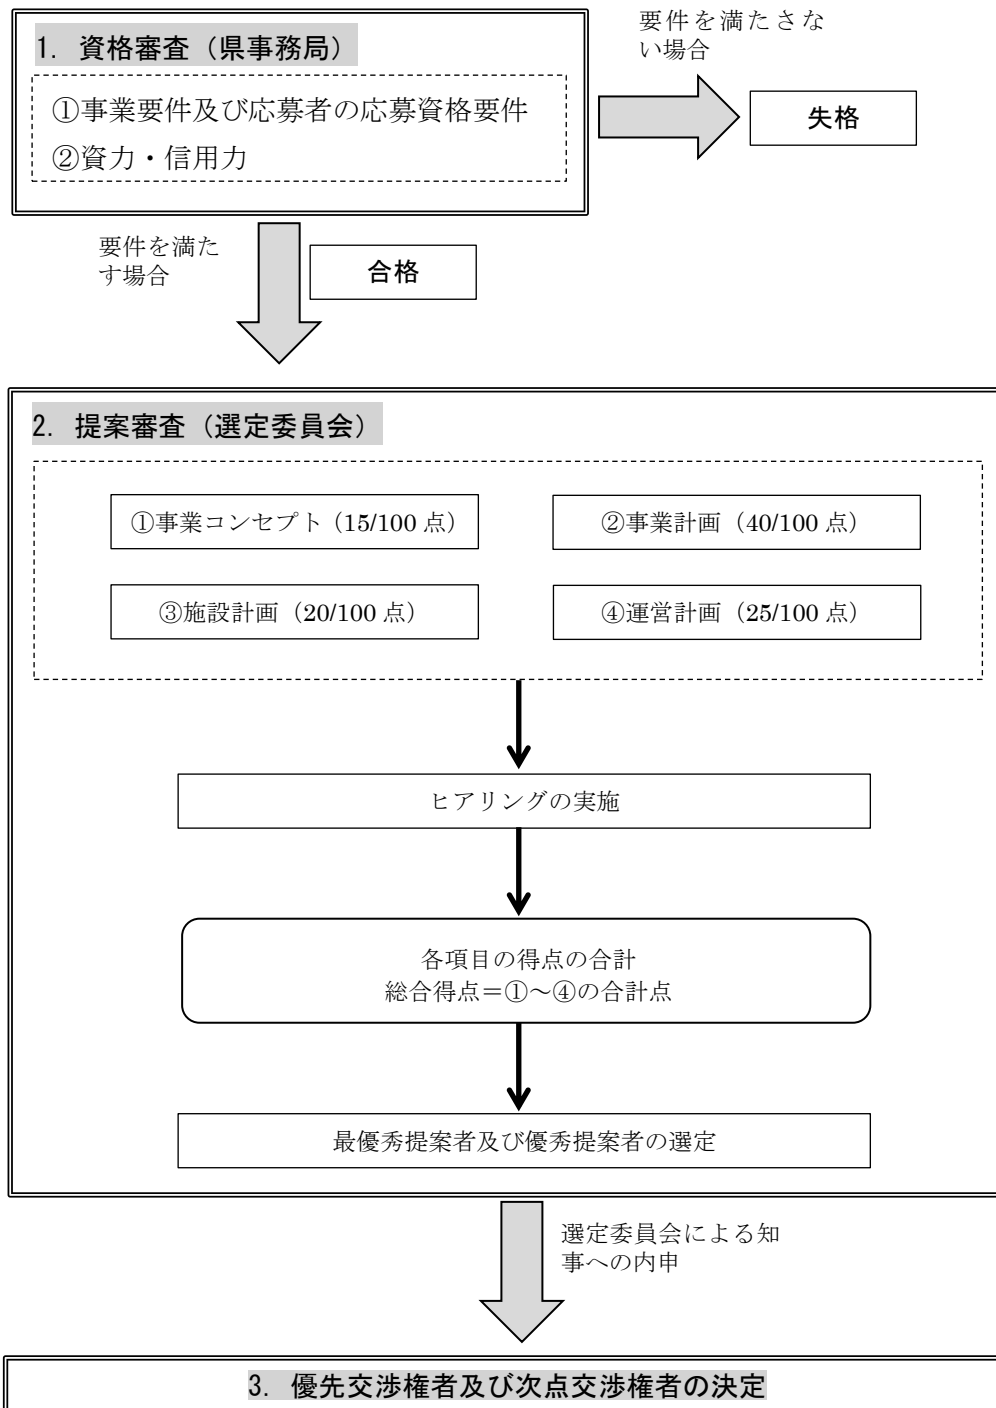 1. 資格審査（県事務局）
①事業要件及び応募者の応募資格要件
②資力・信用力
要件を満たさな
い場合
失格
要件を満た
す場合
合格
2. 提案審査（選定委員会）
①事業コンセプト（15/100 点）
②事業計画（40/100 点）
③施設計画（20/100 点）
④運営計画（25/100 点）
ヒアリングの実施
各項目の得点の合計
総合得点＝①～④の合計点
最優秀提案者及び優秀提案者の選定
選定委員会による知
事への内申
3. 優先交渉権者及び次点交渉権者の決定